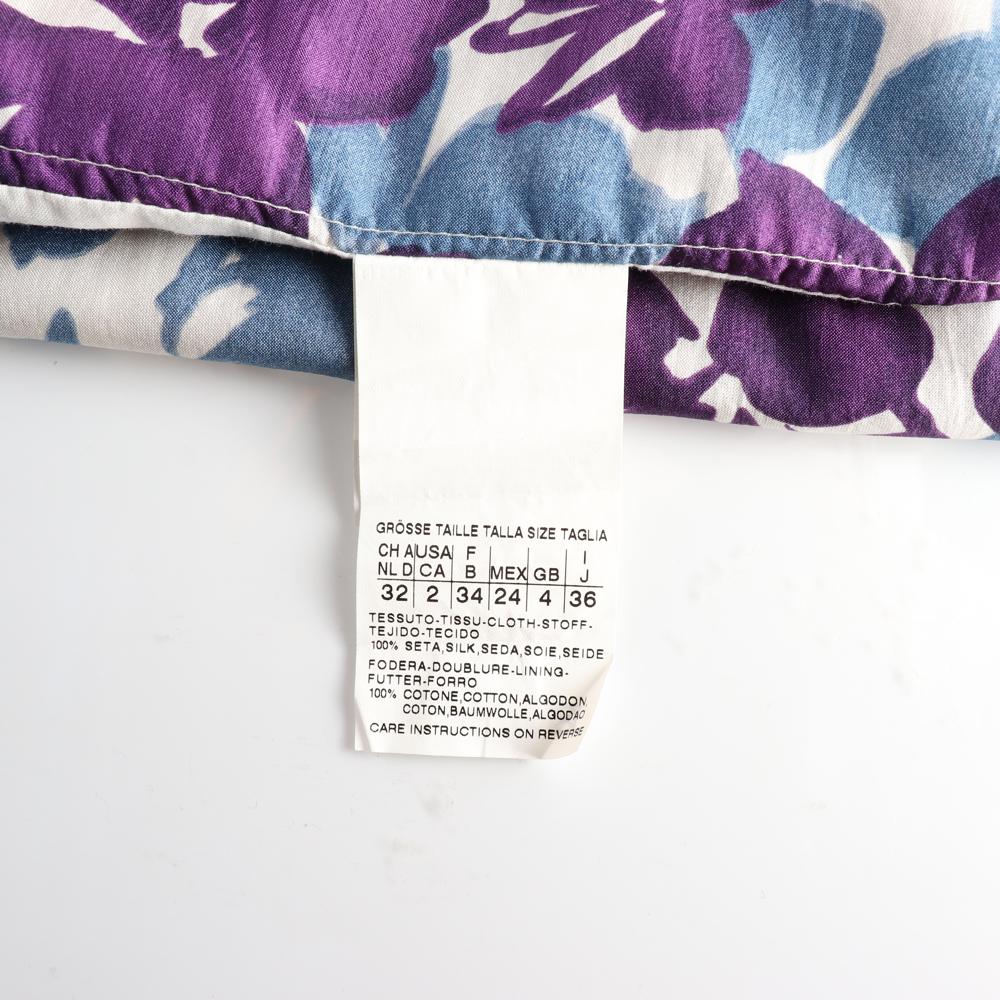 GRÖSSE TAILLE TALLA SIZE TAGLIA
CH A USA F I
NL D CA B MEX GB J
32 2 34 24 4 36
TESSUTO-TISSU-CLOTH-STOFF-
TEJIDO-TECIDO
100% SETA,SILK,SEDA,SOIE,SEIDE
FODERA-DOUBLURE-LINING-
FUTTER-FORRO
100% COTONE,COTTON,ALGODON,
COTON,BAUMWOLLE,ALGODAO
CARE INSTRUCTIONS ON REVERSE